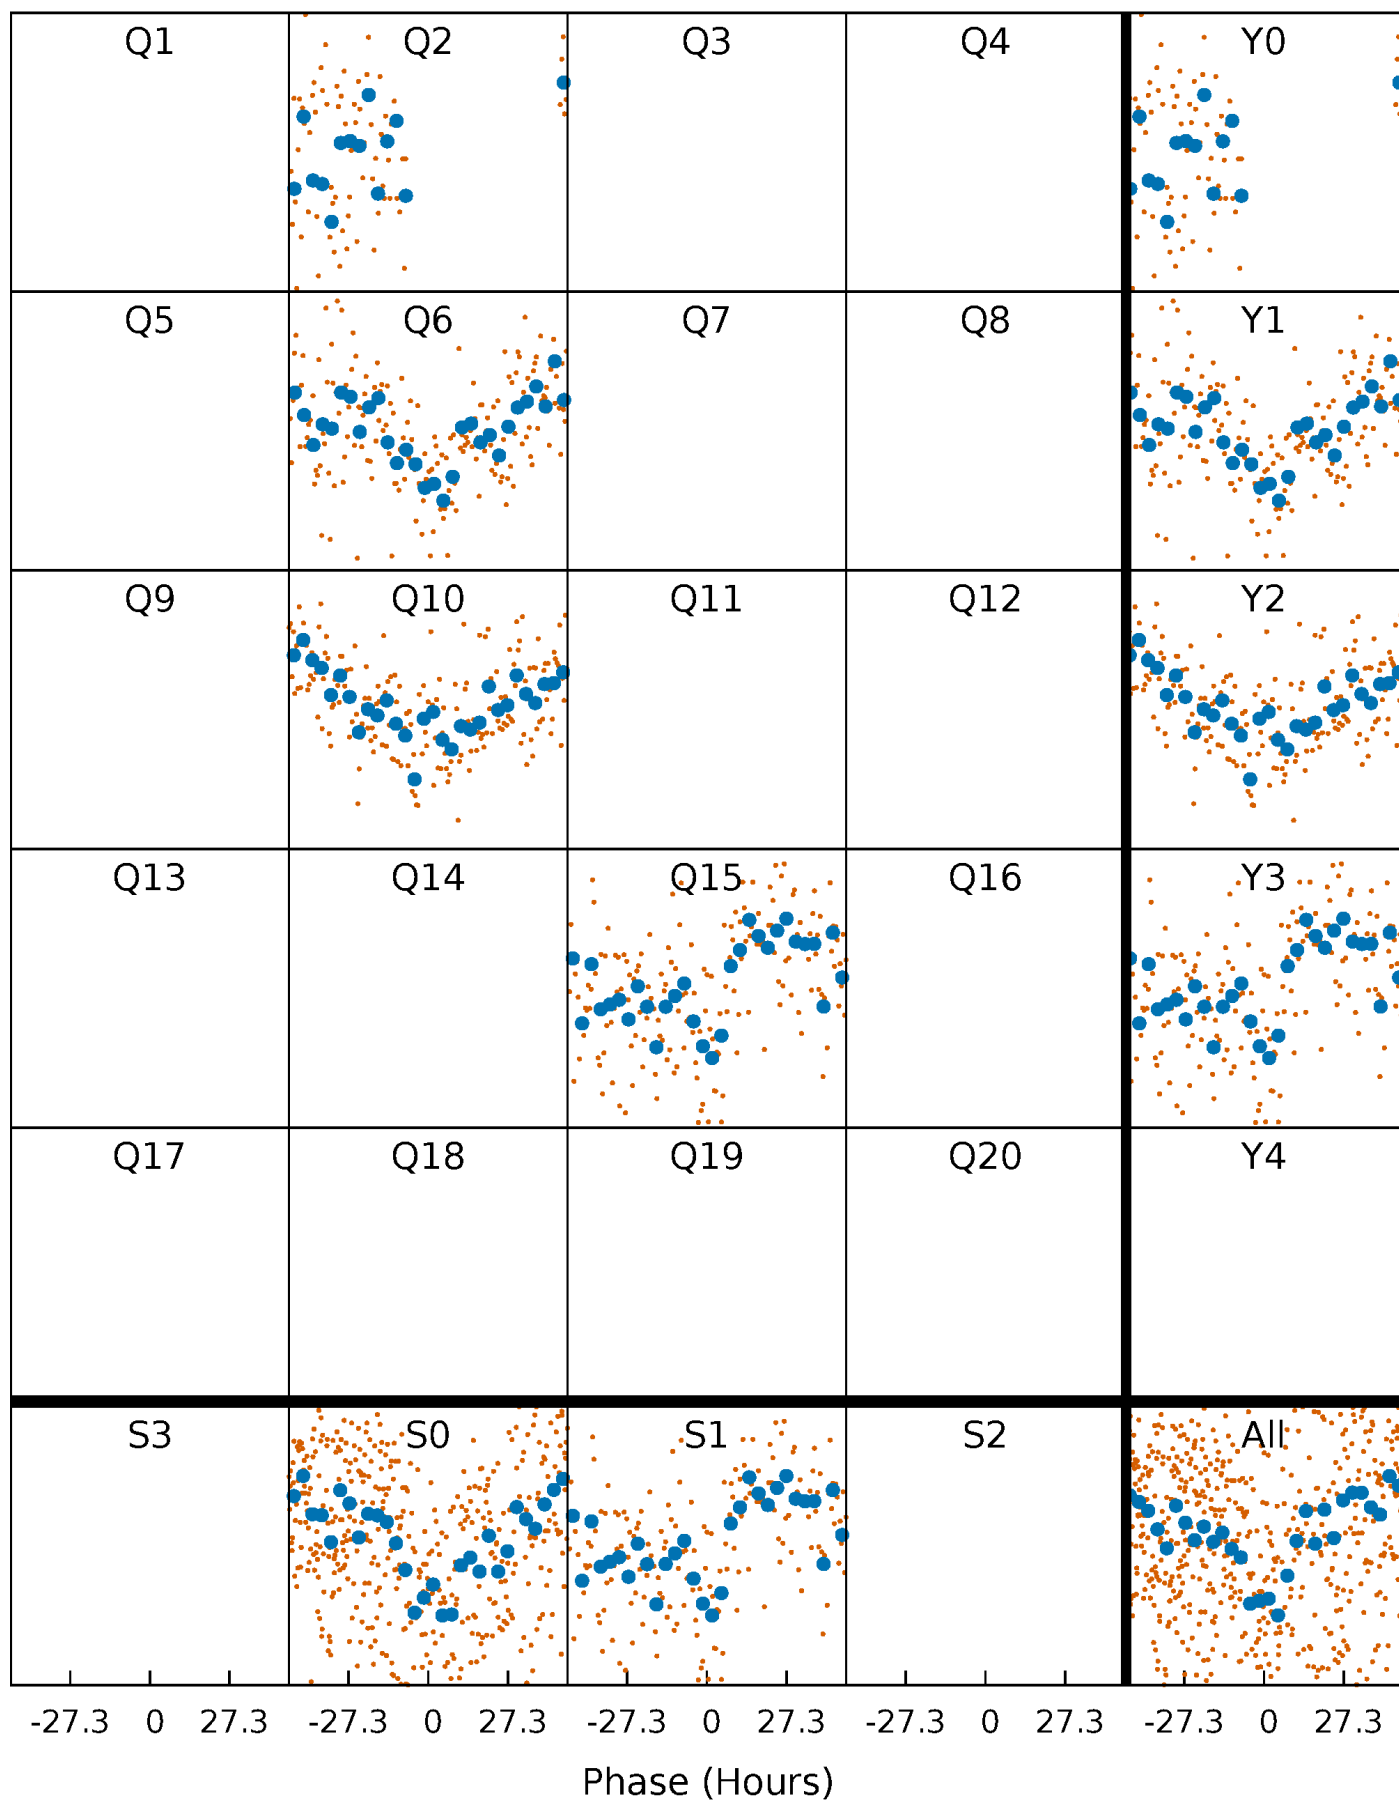 Q1 Q2 Q3 Q4 Y0
Q5 Q6 Q7 Q8 Y1
Q9 Q10 Q11 Q12 Y2
Q13 Q14 Q15 Q16 Y3
Q17 Q18 Q19 Q20 Y4
S3 S0 S1 S2 All
-27.3 0 27.3 -27.3 0 27.3 -27.3 0 27.3 -27.3 0 27.3 -27.3 0 27.3
Phase (Hours)